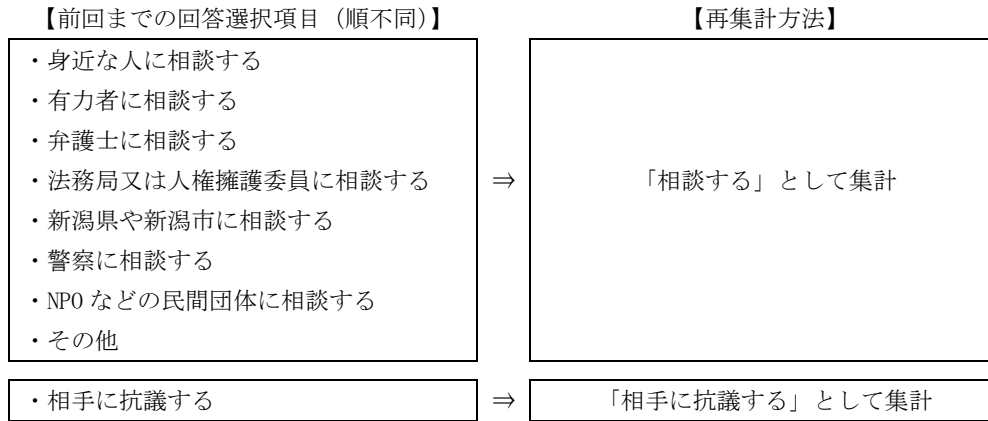 【前回までの回答選択項目（順不同）】
【再集計方法】
・身近な人に相談する
・有力者に相談する
・弁護士に相談する
・法務局又は人権擁護委員に相談する
・新潟県や新潟市に相談する
・警察に相談する
・NPO などの民間団体に相談する
・その他
⇒
「相談する」として集計
・相手に抗議する
⇒
「相手に抗議する」として集計